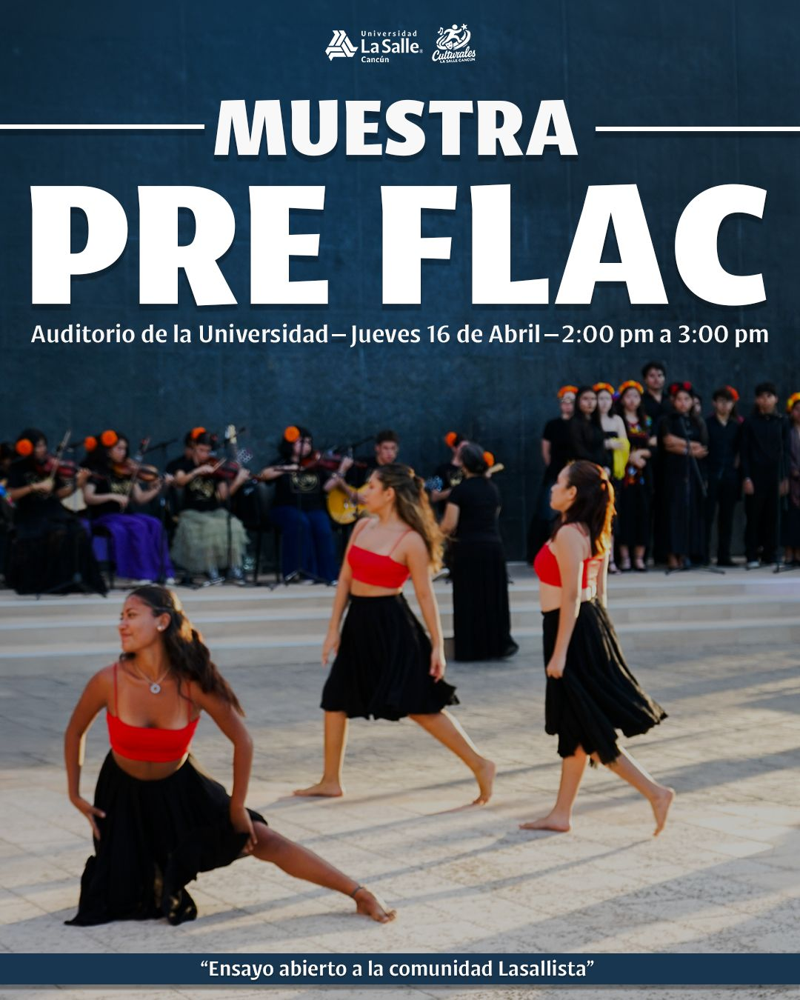 Universidad
La Salle®
Cancún
Culturales
LA SALLE CANCÚN
MUESTRA
PRE FLAC
Auditorio de la Universidad—Jueves 16 de Abril—2:00 pm a 3:00 pm
“Ensayo abierto a la comunidad Lasallista”